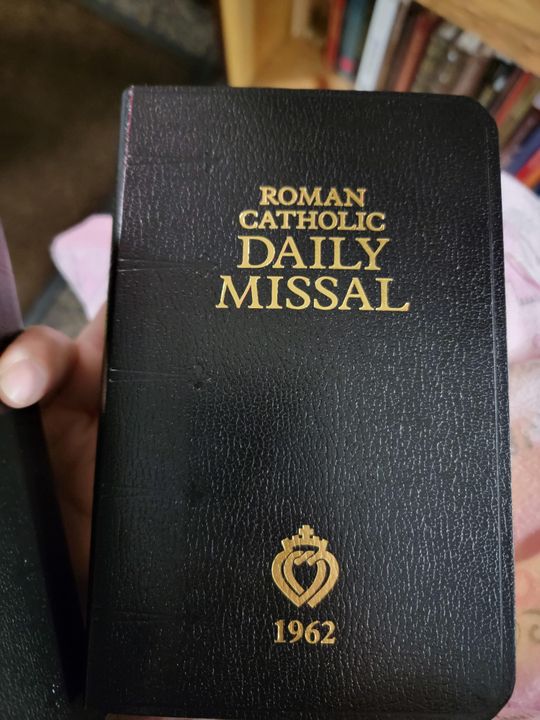 ROMAN
CATHOLIC
DAILY
MISSAL
1962